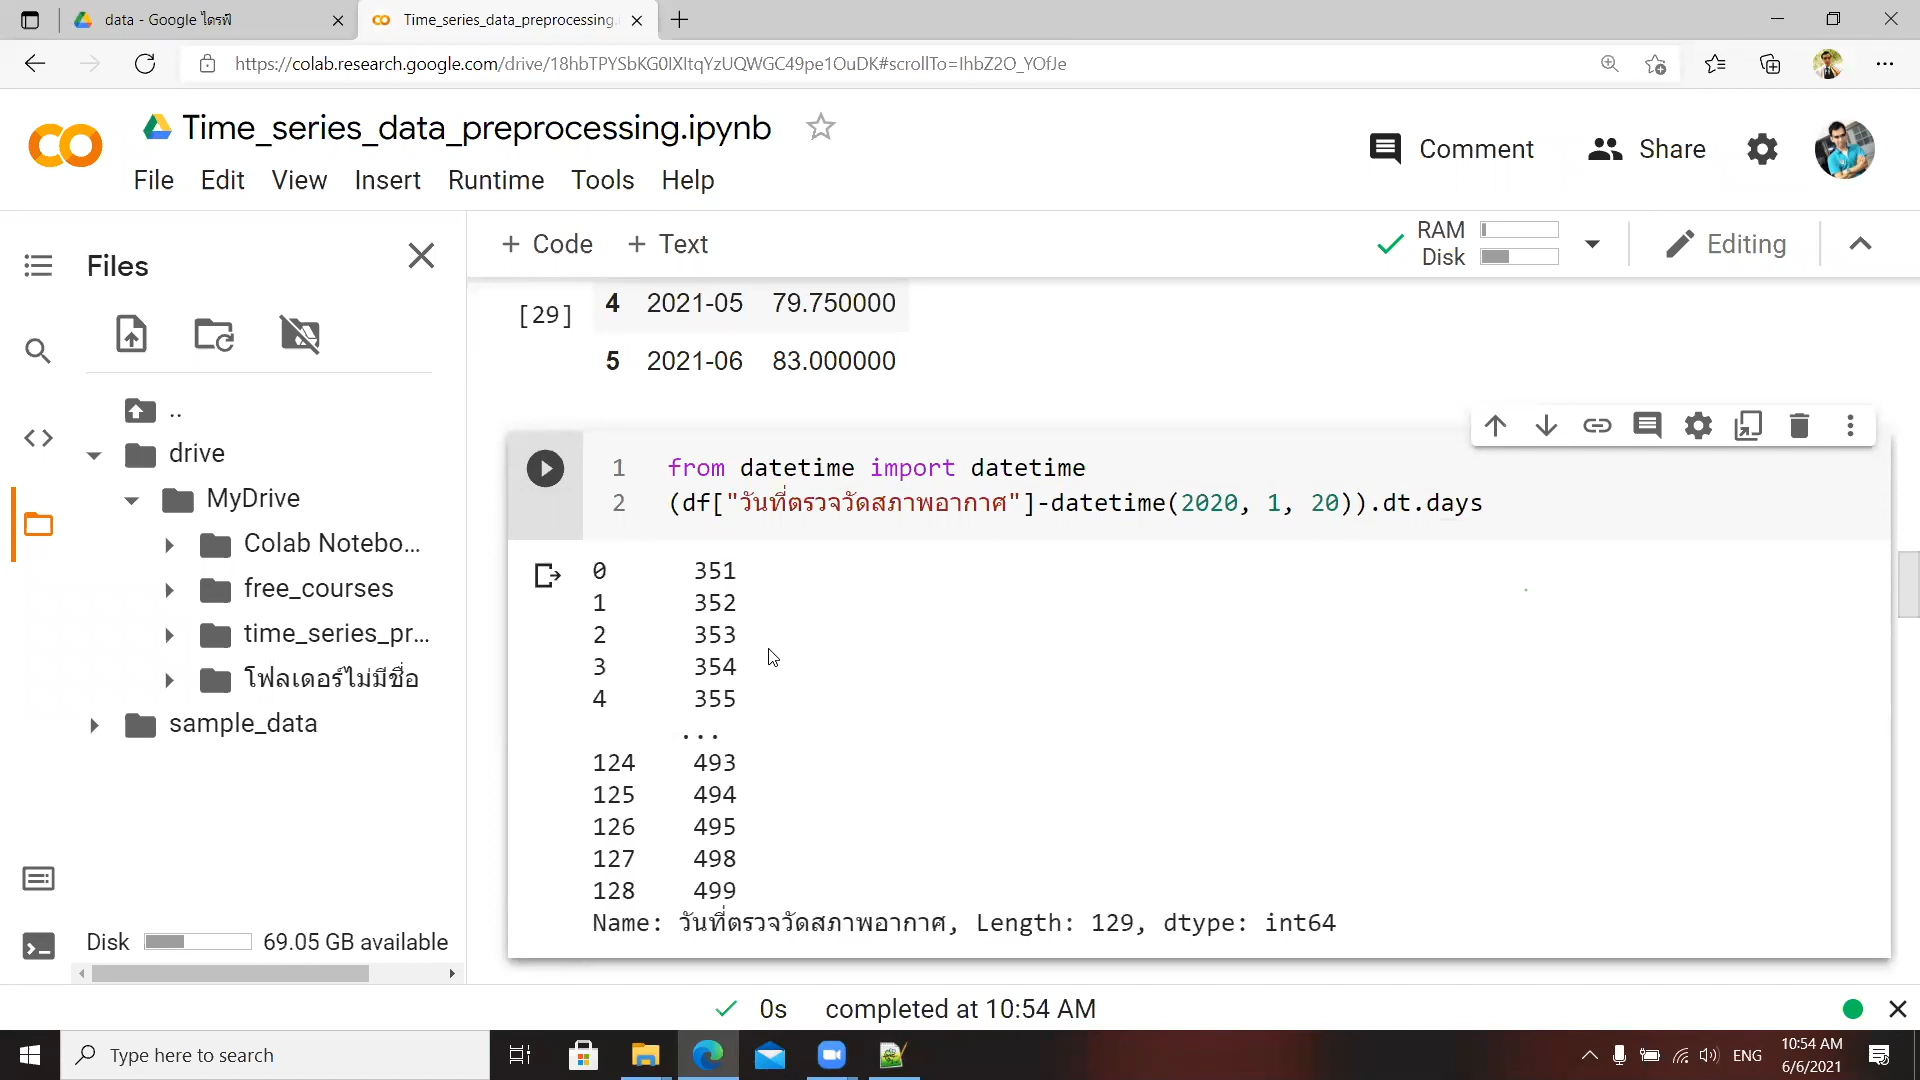 data - Google ไดรฟ์
Time_series_data_preprocessing.
https://colab.research.google.com/drive/18hbTPYSbKG0IXItqYzUQWGC49pe1OuDK#scrollTo=IhbZ2O_YOfJe
Time_series_data_preprocessing.ipynb
File Edit View Insert Runtime Tools Help
Comment Share
+ Code + Text
RAM
Disk
Editing
Files
..
drive
MyDrive
Colab Notebo...
free_courses
time_series_pr...
โฟลเดอร์ไม่มีชื่อ
sample_data
Disk 69.05 GB available
[29]
4 2021-05 79.750000
5 2021-06 83.000000
1 from datetime import datetime
2 (df["วันที่ตรวจวัดสภาพอากาศ"]-datetime(2020, 1, 20)).dt.days
0 351
1 352
2 353
3 354
4 355
...
124 493
125 494
126 495
127 498
128 499
Name: วันที่ตรวจวัดสภาพอากาศ, Length: 129, dtype: int64
0s completed at 10:54 AM
Type here to search
ENG
10:54 AM
6/6/2021